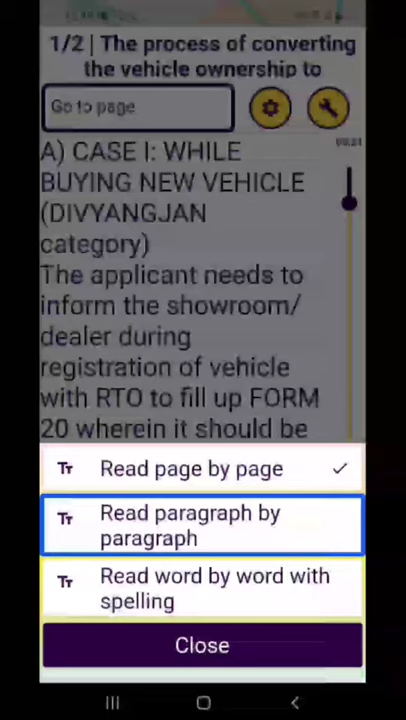 1/2 | The process of converting
the vehicle ownership to
Go to page
A) CASE I: WHILE
BUYING NEW VEHICLE
(DIVYANGJAN
category)
The applicant needs to
inform the showroom/
dealer during
registration of vehicle
with RTO to fill up FORM
20 wherein it should be
Read page by page
Read paragraph by
paragraph
Read word by word with
spelling
Close